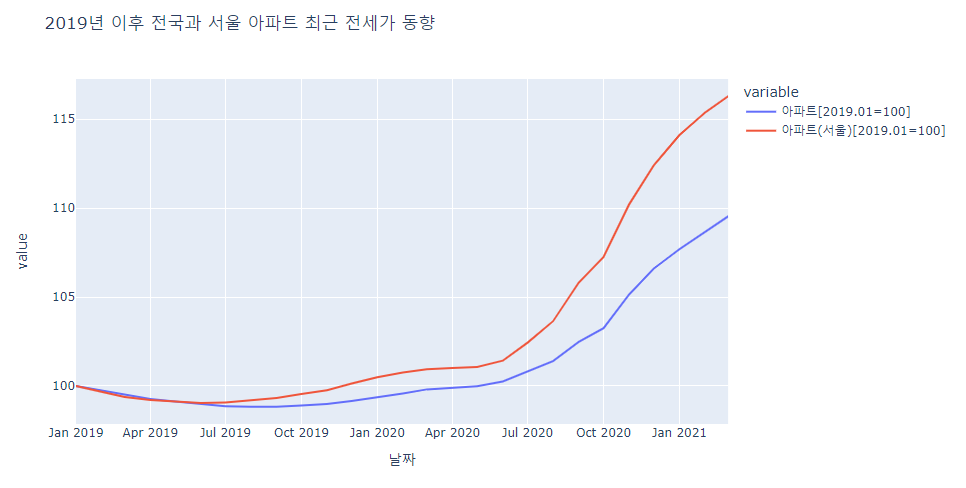 2019년 이후 전국과 서울 아파트 최근 전세가 동향
variable
아파트[2019.01=100]
아파트(서울)[2019.01=100]
value
115
110
105
100
Jan 2019
Apr 2019
Jul 2019
Oct 2019
Jan 2020
Apr 2020
Jul 2020
Oct 2020
Jan 2021
날짜